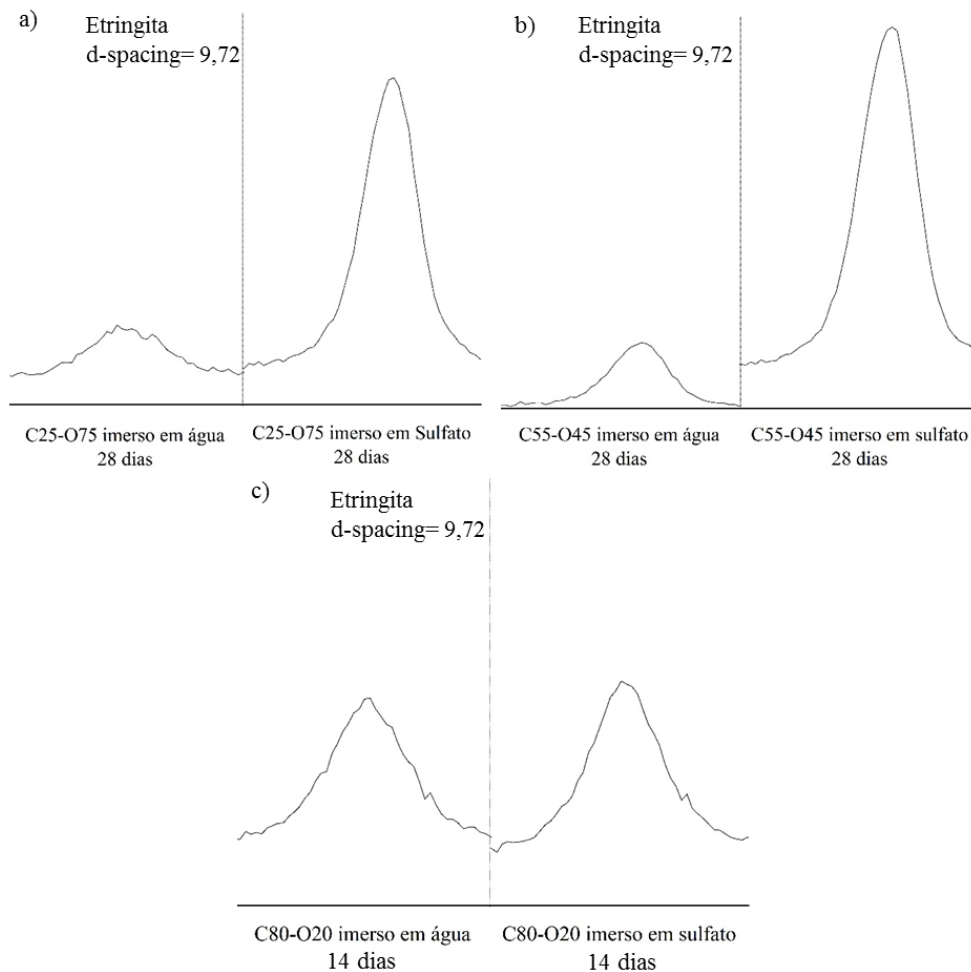 a)
Etringita
d-spacing= 9,72
C25-O75 imerso em água
28 dias
C25-O75 imerso em Sulfato
28 dias
b)
Etringita
d-spacing= 9,72
C55-O45 imerso em água
28 dias
C55-O45 imerso em sulfato
28 dias
c)
Etringita
d-spacing= 9,72
C80-O20 imerso em água
14 dias
C80-O20 imerso em sulfato
14 dias